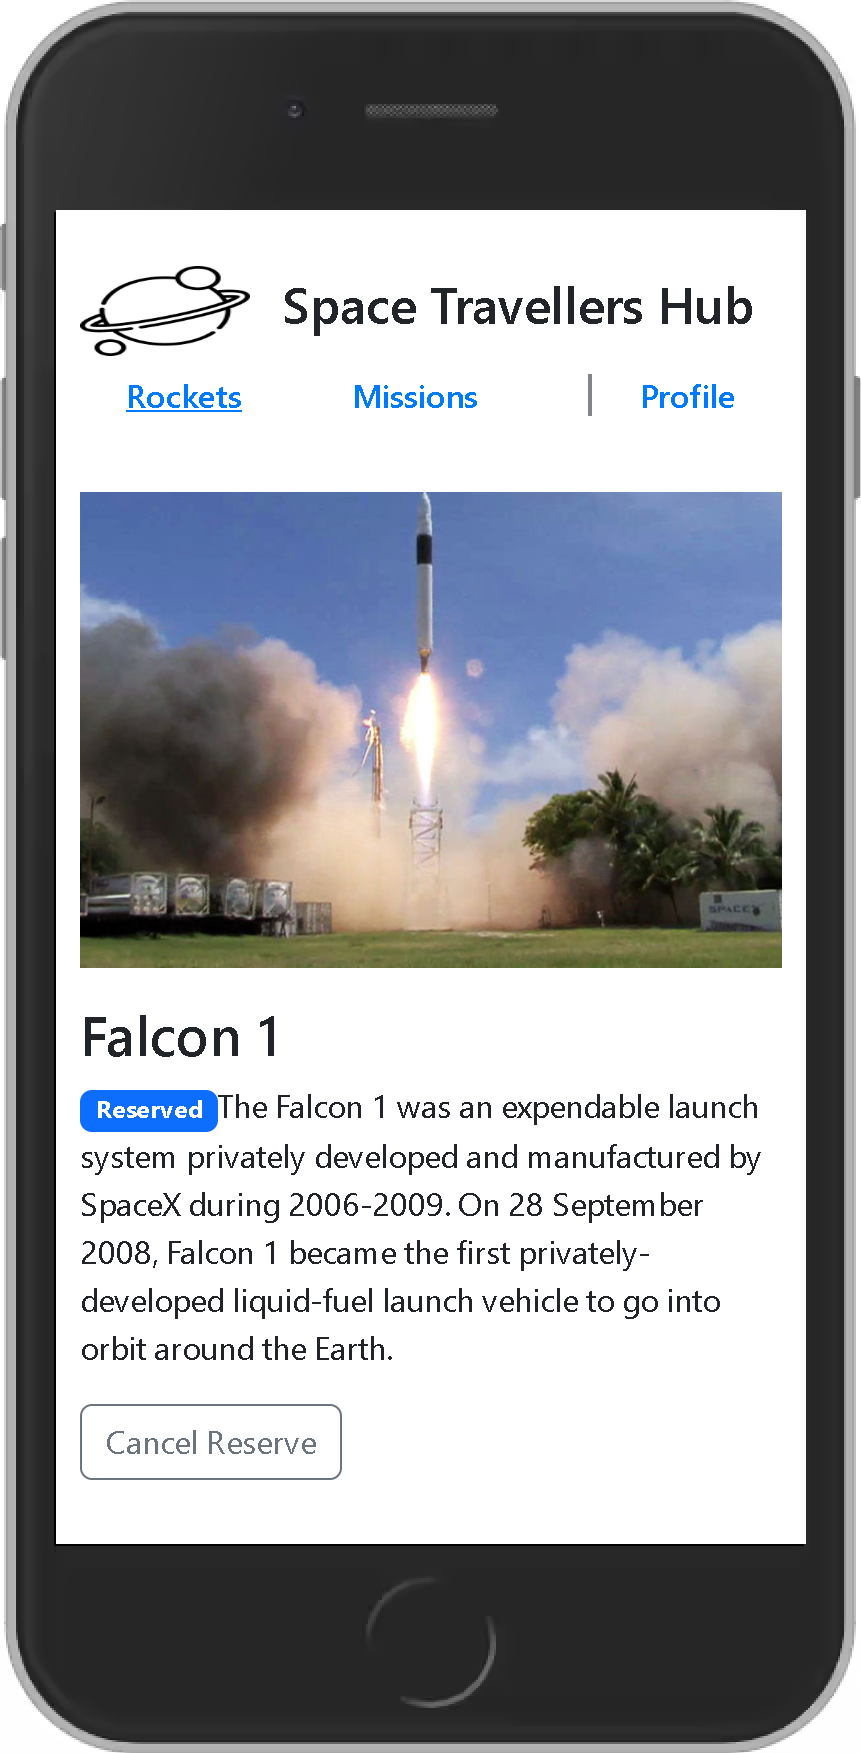 Space Travellers Hub
Rockets Missions Profile
SPACEX
Falcon 1
Reserved The Falcon 1 was an expendable launch
system privately developed and manufactured by
SpaceX during 2006-2009. On 28 September
2008, Falcon 1 became the first privately-
developed liquid-fuel launch vehicle to go into
orbit around the Earth.
Cancel Reserve